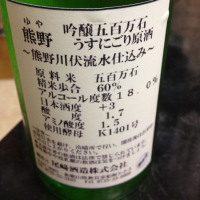 ゆや
熊野 吟醸五百万石
うすにごり原酒
～熊野川伏流水仕込み～
原料米 五百万石
精米歩合 60%
アルコール度数18.0%
日本酒度 +3
酸度 1.7
アミノ酸度 1.5
使用酵母 K1401号
尾﨑酒造株式会社